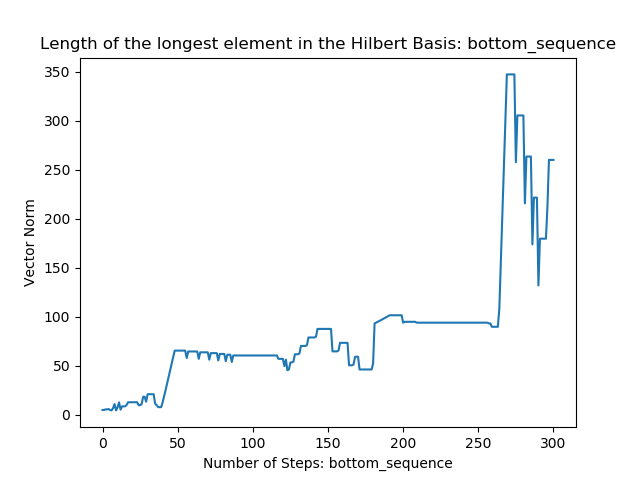 Length of the longest element in the Hilbert Basis: bottom_sequence
350
300
250
200
150
100
50
0
Vector Norm
0 50 100 150 200 250 300
Number of Steps: bottom_sequence